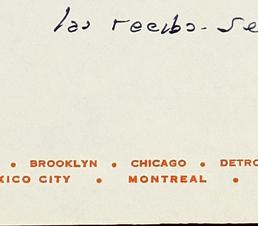 las recibo - Se
• BROOKLYN • CHICAGO • DETRO
XICO CITY • MONTREAL •